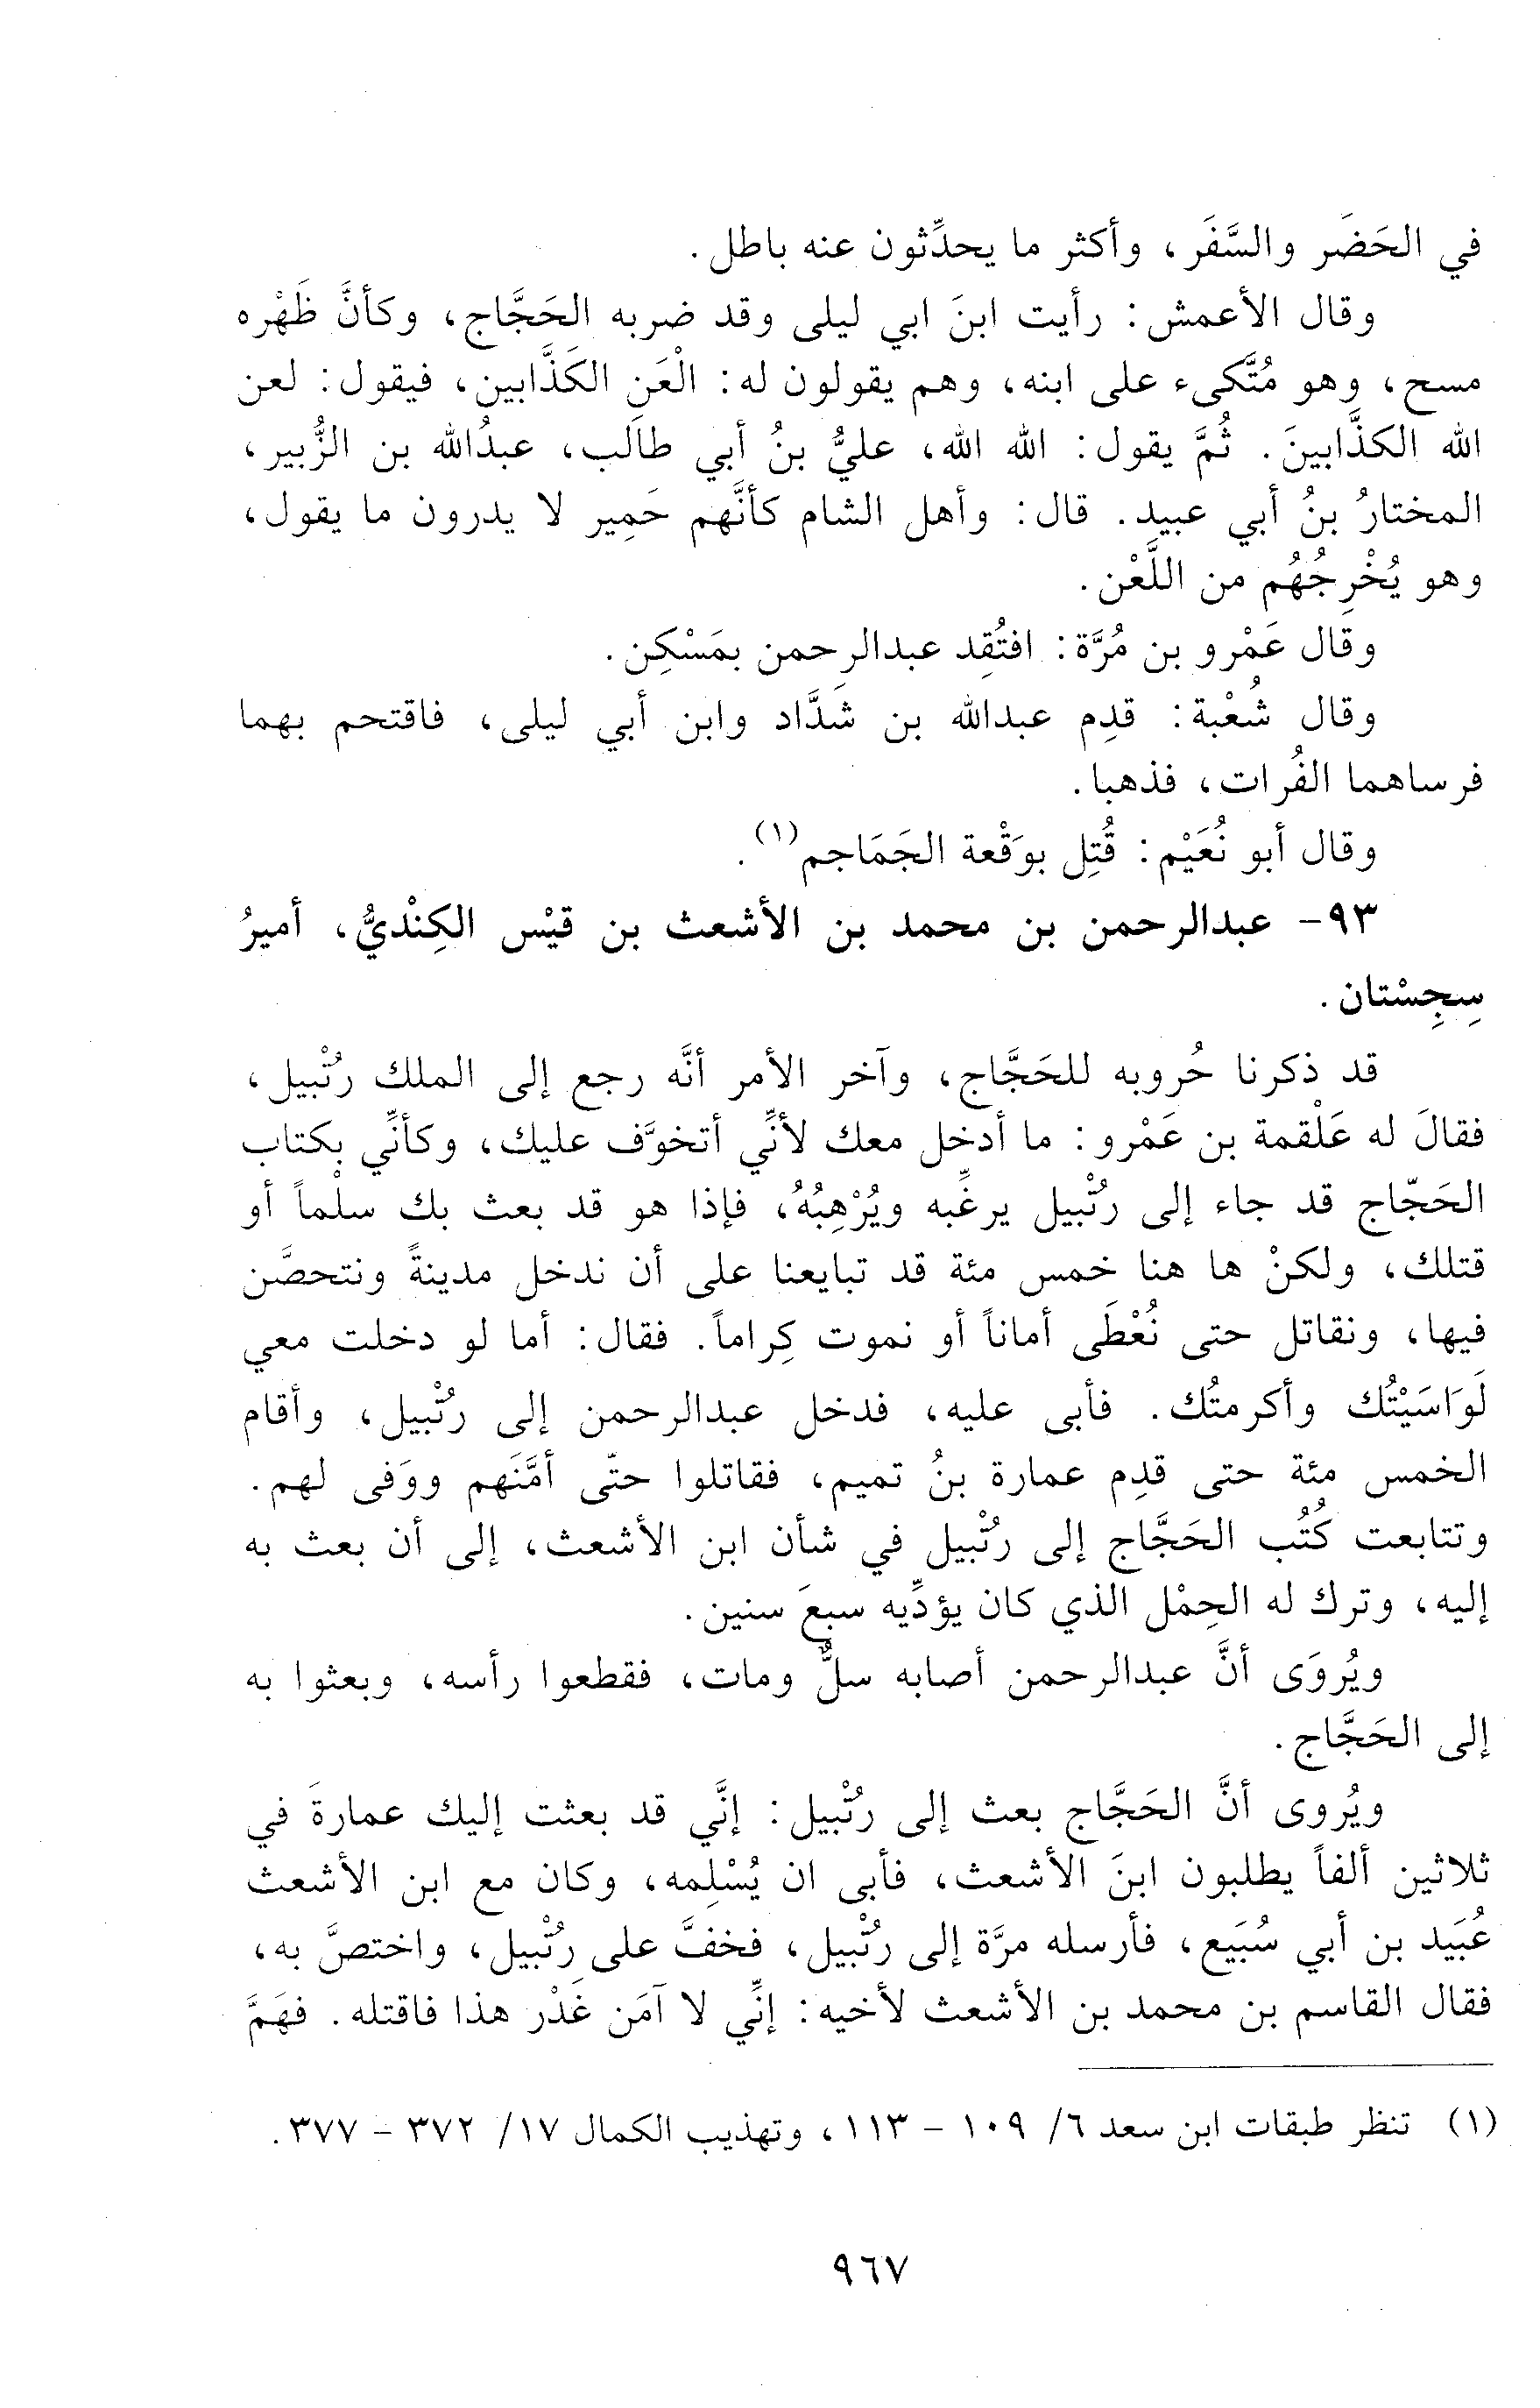 في الحَضَر والسَّفَر، وأكثر ما يحدِّثون عنه باطل.
وقال الأعمش: رأيت ابنَ ابي ليلى وقد ضربه الحَجَّاج، وكأنَّ ظَهْره
مسح، وهو مُتَّكىء على ابنه، وهم يقولون له: الْعَن الكَذَّابين، فيقول: لعن
الله الكذَّابينَ. ثُمَّ يقول: الله الله، عليُّ بنُ أبي طالَب، عبدُالله بن الزُّبير،
المختارُ بنُ أبي عبيد. قال: وأهل الشام كأنَّهم حَمِير لا يدرون ما يقول،
وهو يُخْرِجُهُم من اللَّعْن.
وقال عَمْرو بن مُرَّة: افتُقِد عبدالرحمن بمَسْكِن.
وقال شُعْبة: قدِم عبدالله بن شَدَّاد وابن أبي ليلى، فاقتحم بهما
فرساهما الفُرات، فذهبا.
وقال أبو نُعَيْم: قُتِل بوَقْعة الجَمَاجم(١).
٩٣- عبدالرحمن بن محمد بن الأشعث بن قيْس الكِنْديُّ، أميرُ
سِجِسْتان.
قد ذكرنا حُروبه للحَجَّاج، وآخر الأمر أنَّه رجع إلى الملك رُتْبيل،
فقالَ له عَلْقمة بن عَمْرو: ما أدخل معك لأنِّي أتخوَّف عليك، وكأنِّي بكتاب
الحَجّاج قد جاء إلى رُتْبيل يرغِّبه ويُرْهِبُهُ، فإذا هو قد بعث بك سلْماً أو
قتلك، ولكنْ ها هنا خمس مئة قد تبايعنا على أن ندخل مدينةً ونتحصَّن
فيها، ونقاتل حتى نُعْطَى أماناً أو نموت كِراماً. فقال: أما لو دخلت معي
لَوَاسَيْتُك وأكرمتُك. فأبى عليه، فدخل عبدالرحمن إلى رُتْبيل، وأقام
الخمس مئة حتى قدِم عمارة بنُ تميم، فقاتلوا حتّى أمَّنَهم ووَفى لهم.
وتتابعت كُتُب الحَجَّاج إلى رُتْبيل في شأن ابن الأشعث، إلى أن بعث به
إليه، وترك له الحِمْل الذي كان يؤدِّيه سبعَ سنين.
ويُروَى أنَّ عبدالرحمن أصابه سلٌّ ومات، فقطعوا رأسه، وبعثوا به
إلى الحَجَّاج.
ويُروى أنَّ الحَجَّاج بعث إلى رُتْبيل: إنَّي قد بعثت إليك عمارةَ في
ثلاثين ألفاً يطلبون ابنَ الأشعث، فأبى ان يُسْلِمه، وكان مع ابن الأشعث
عُبَيد بن أبي سُبَيع، فأرسله مرَّة إلى رُتْبيل، فخفَّ على رُتْبيل، واختصَّ به،
فقال القاسم بن محمد بن الأشعث لأخيه: إنِّي لا آمَن غَدْر هذا فاقتله. فهَمَّ
(١) تنظر طبقات ابن سعد ٦/ ١٠٩ - ١١٣، وتهذيب الكمال ١٧/ ٣٧٢ - ٣٧٧.
٩٦٧